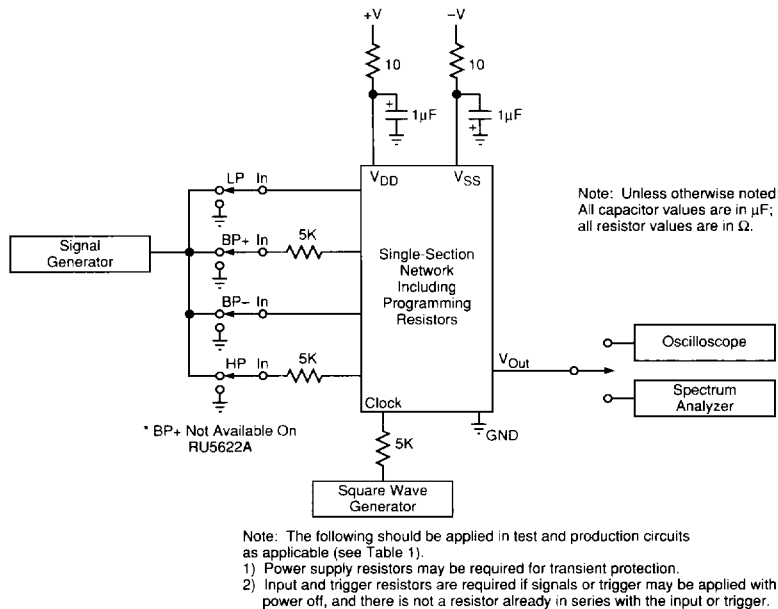 +V
−V
10
10
+
1μF
1μF
+
VDD
VSS
LP In
Note: Unless otherwise noted
All capacitor values are in μF;
all resistor values are in Ω.
Signal
Generator
BP+ In
5K
Single-Section
Network
Including
Programming
Resistors
BP− In
HP In
5K
VOut
Oscilloscope
Spectrum
Analyzer
Clock
GND
* BP+ Not Available On
RU5622A
5K
Square Wave
Generator
Note: The following should be applied in test and production circuits
as applicable (see Table 1).
1) Power supply resistors may be required for transient protection.
2) Input and trigger resistors are required if signals or trigger may be applied with
power off, and there is not a resistor already in series with the input or trigger.